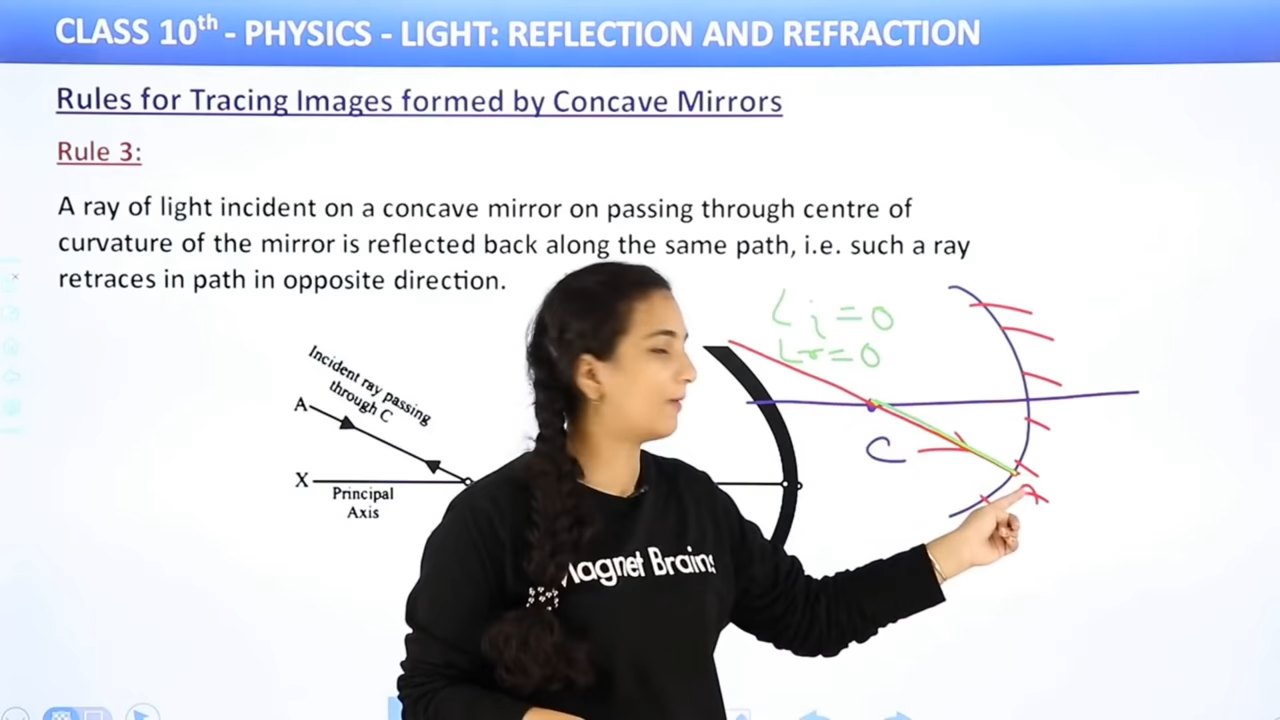 CLASS 10th - PHYSICS - LIGHT: REFLECTION AND REFRACTION
Rules for Tracing Images formed by Concave Mirrors
Rule 3:
A ray of light incident on a concave mirror on passing through centre of
curvature of the mirror is reflected back along the same path, i.e. such a ray
retraces in path in opposite direction.
∠i = 0
∠r = 0
Incident ray passing
through C
A
X
Principal
Axis
C
Magnet Brains